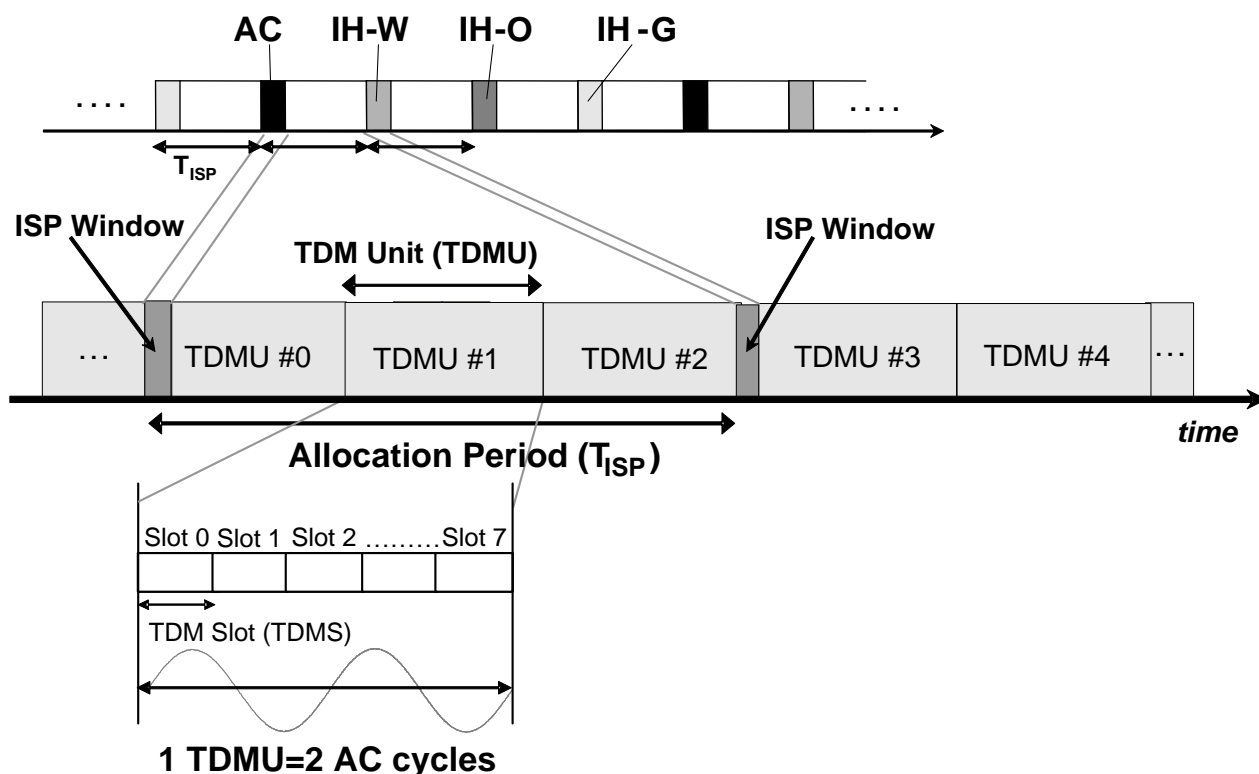 AC IH-W IH-O IH-G
.... ....
T ISP
ISP Window ISP Window
TDM Unit (TDMU)
... TDMU #0 TDMU #1 TDMU #2 TDMU #3 TDMU #4 ...
time
Allocation Period (T ISP)
Slot 0 Slot 1 Slot 2 ......... Slot 7
TDM Slot (TDMS)
1 TDMU=2 AC cycles